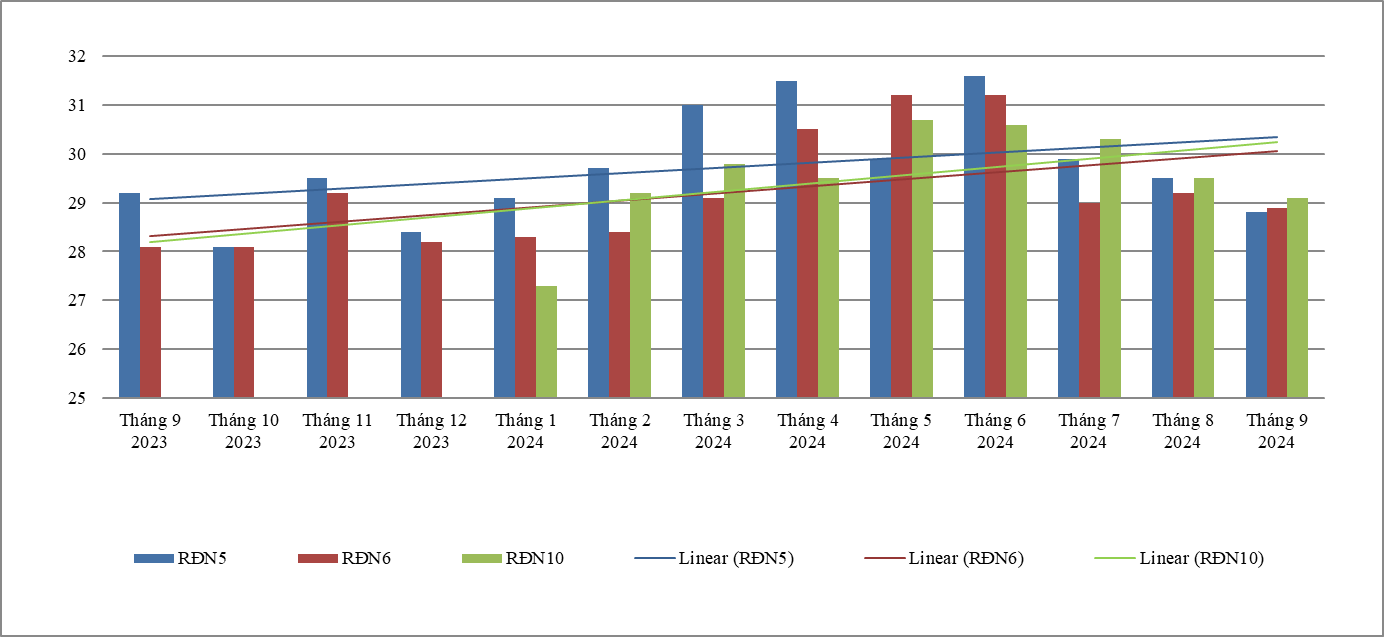 32
31
30
29
28
27
26
25
Tháng 9 Tháng 10 Tháng 11 Tháng 12 Tháng 1 Tháng 2 Tháng 3 Tháng 4 Tháng 5 Tháng 6 Tháng 7 Tháng 8 Tháng 9
2023 2023 2023 2023 2024 2024 2024 2024 2024 2024 2024 2024 2024
RĐN5 RĐN6 RĐN10 Linear (RĐN5) Linear (RĐN6) Linear (RĐN10)